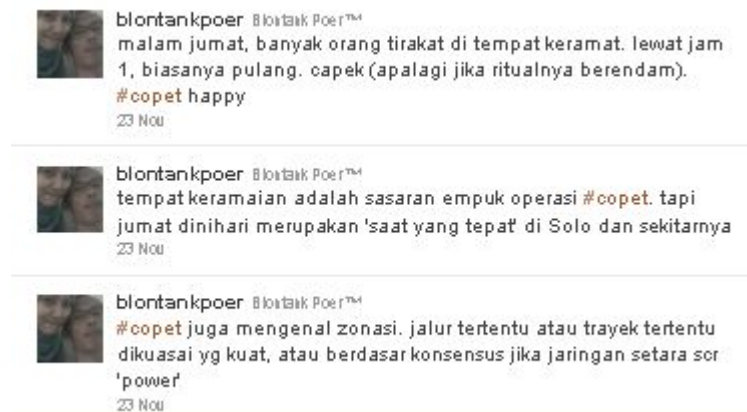 blontankpoer Blontank Poer™
malam jumat, banyak orang tirakat di tempat keramat. lewat jam
1, biasanya pulang. capek (apalagi jika ritualnya berendam).
#copet happy
23 Nov
blontankpoer Blontank Poer™
tempat keramaian adalah sasaran empuk operasi #copet. tapi
jumat dinihari merupakan 'saat yang tepat' di Solo dan sekitarnya
23 Nov
blontankpoer Blontank Poer™
#copet juga mengenal zonasi. jalur tertentu atau trayek tertentu
dikuasai yg kuat, atau berdasar konsensus jika jaringan setara scr
'power'
23 Nov